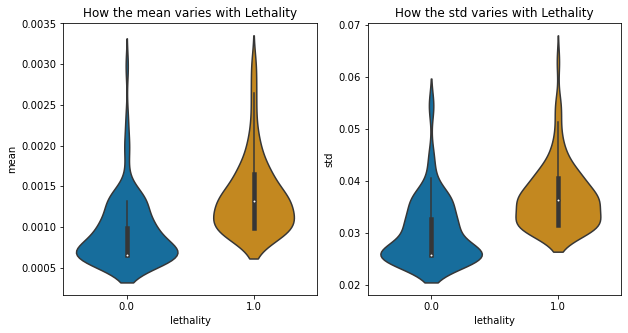 How the mean varies with Lethality
0.0035
0.0030
0.0025
0.0020
0.0015
0.0010
0.0005
mean
0.0
1.0
lethality
How the std varies with Lethality
0.07
0.06
0.05
0.04
0.03
0.02
std
0.0
1.0
lethality